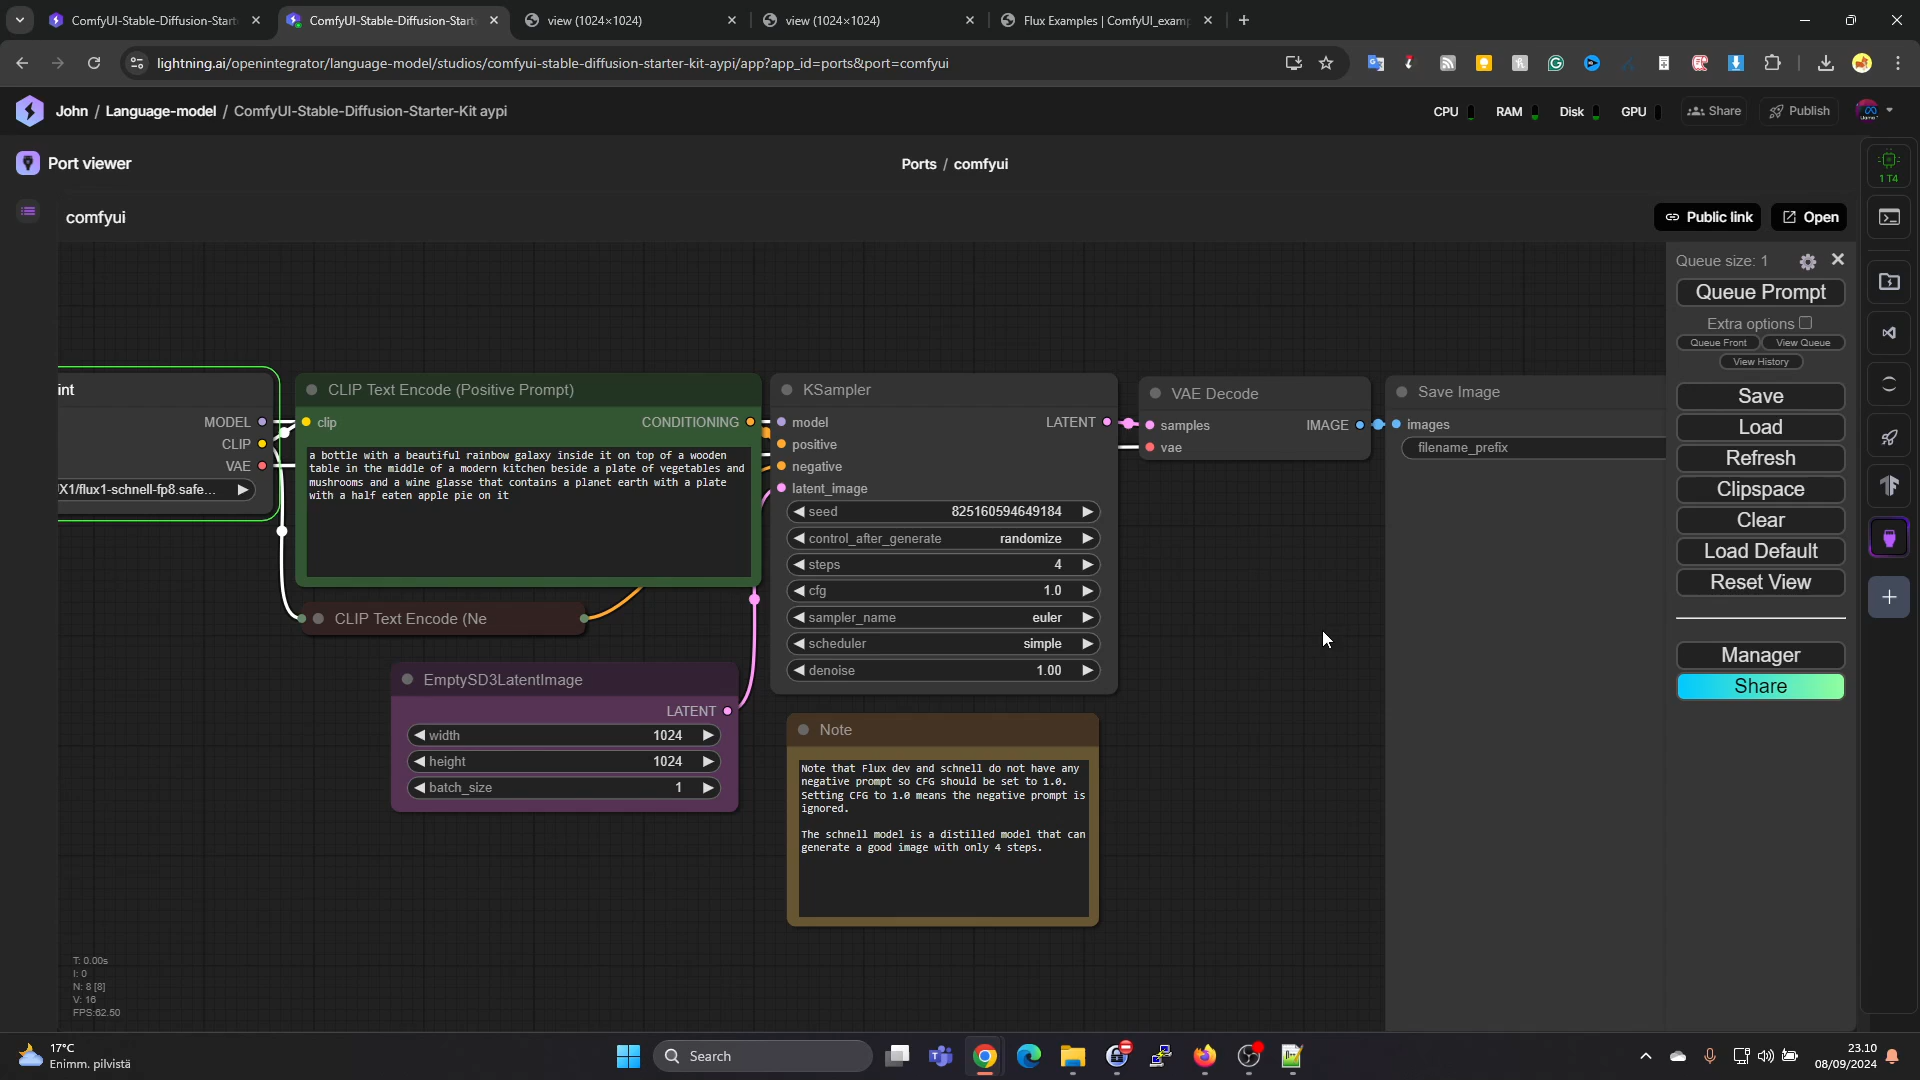 ComfyUI-Stable-Diffusion-Start
ComfyUI-Stable-Diffusion-Start
view (1024×1024)
view (1024×1024)
Flux Examples | ComfyUI_examp
lightning.ai/openintegrator/language-model/studios/comfyui-stable-diffusion-starter-kit-aypi/app?app_id=ports&port=comfyui
John / Language-model / ComfyUI-Stable-Diffusion-Starter-Kit aypi
CPU
RAM
Disk
GPU
Share
Publish
Port viewer
Ports / comfyui
1 T4
comfyui
Public link
Open
Queue size: 1
Queue Prompt
Extra options
Queue Front
View Queue
View History
Save
Load
Refresh
Clipspace
Clear
Load Default
Reset View
Manager
Share
int
MODEL
CLIP
VAE
X1/flux1-schnell-fp8.safe...
CLIP Text Encode (Positive Prompt)
clip
CONDITIONING
a bottle with a beautiful rainbow galaxy inside it on top of a wooden
table in the middle of a modern kitchen beside a plate of vegetables and
mushrooms and a wine glasse that contains a planet earth with a plate
with a half eaten apple pie on it
CLIP Text Encode (Ne
EmptySD3LatentImage
LATENT
width 1024
height 1024
batch_size 1
KSampler
model
LATENT
positive
negative
latent_image
seed 825160594649184
control_after_generate randomize
steps 4
cfg 1.0
sampler_name euler
scheduler simple
denoise 1.00
Note
Note that Flux dev and schnell do not have any
negative prompt so CFG should be set to 1.0.
Setting CFG to 1.0 means the negative prompt is
ignored.
The schnell model is a distilled model that can
generate a good image with only 4 steps.
VAE Decode
samples
IMAGE
vae
Save Image
images
filename_prefix
T: 0.00s
I: 0
N: 8 [8]
V: 16
FPS:62.50
17°C
Enimm. pilvistä
Search
23.10
08/09/2024